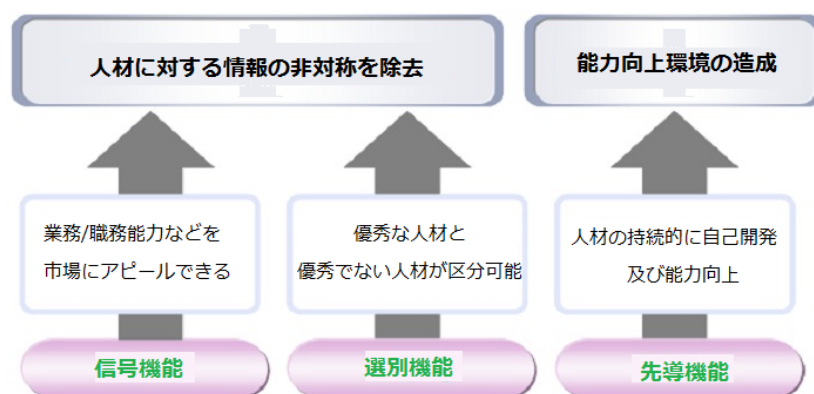 人材に対する情報の非対称を除去
能力向上環境の造成
業務/職務能力などを
市場にアピールできる
優秀な人材と
優秀でない人材が区分可能
人材の持続的に自己開発
及び能力向上
信号機能
選別機能
先導機能